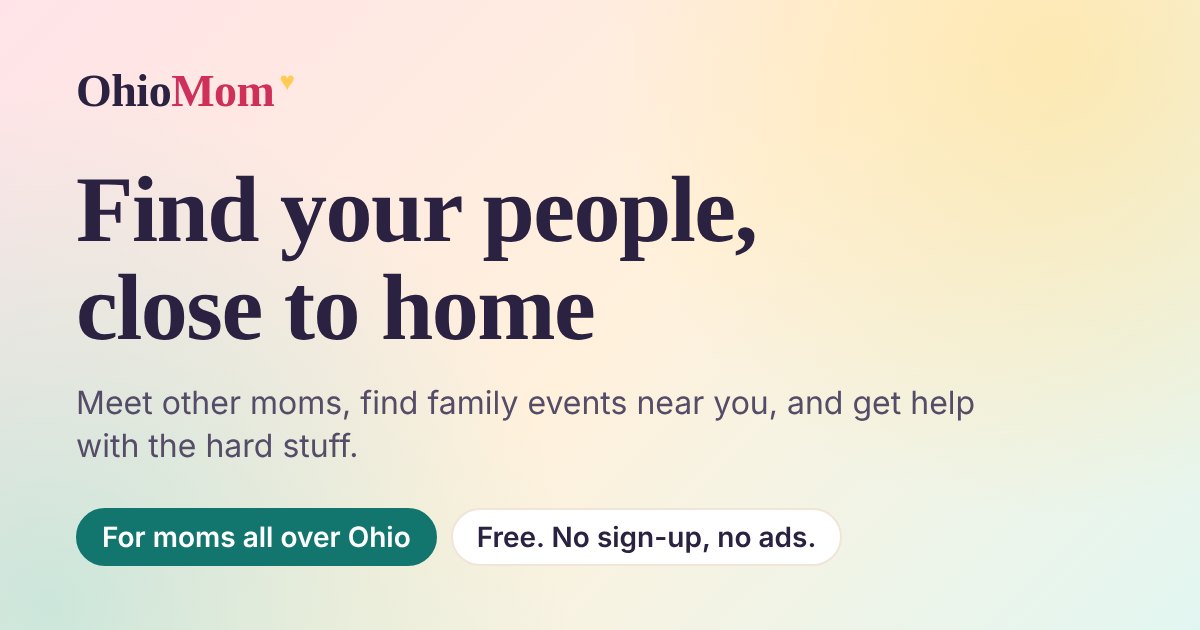 OhioMom♥
Find your people,
close to home
Meet other moms, find family events near you, and get help
with the hard stuff.
For moms all over Ohio
Free. No sign-up, no ads.